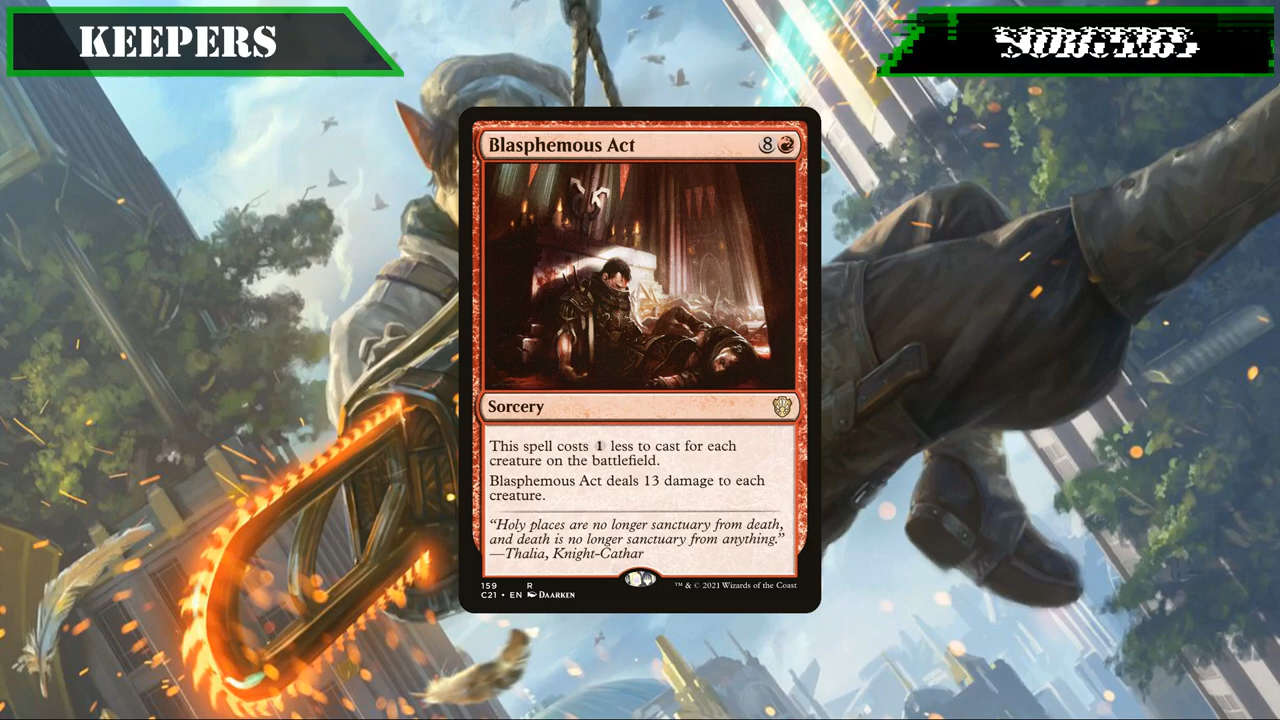 KEEPERS
SORCERY
Blasphemous Act 8
Sorcery
This spell costs 1 less to cast for each
creature on the battlefield.
Blasphemous Act deals 13 damage to each
creature.
“Holy places are no longer sanctuary from death,
and death is no longer sanctuary from anything.”
—Thalia, Knight-Cathar
159 R
C21 • EN DAARKEN
™ & © 2021 Wizards of the Coast